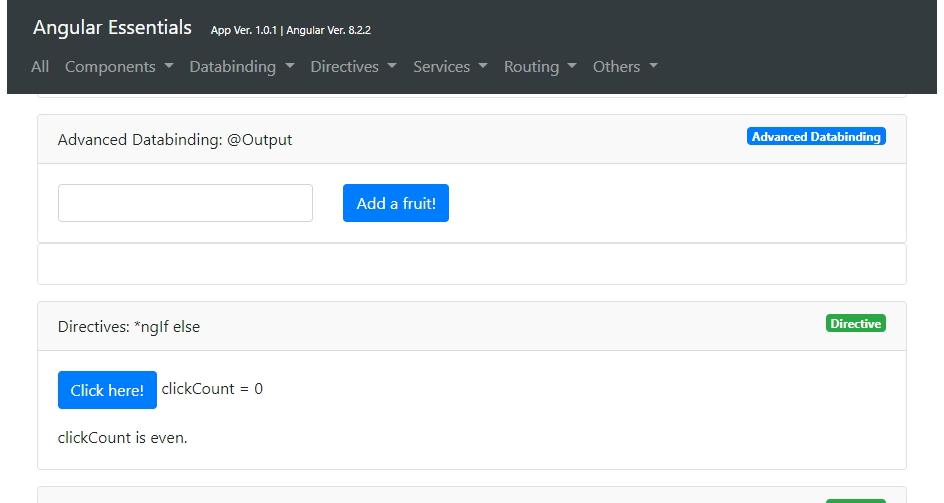 Angular Essentials App Ver. 1.0.1 | Angular Ver. 8.2.2
All Components Databinding Directives Services Routing Others
Advanced Databinding: @Output Advanced Databinding
Add a fruit!
Directives: *ngIf else Directive
Click here! clickCount = 0
clickCount is even.